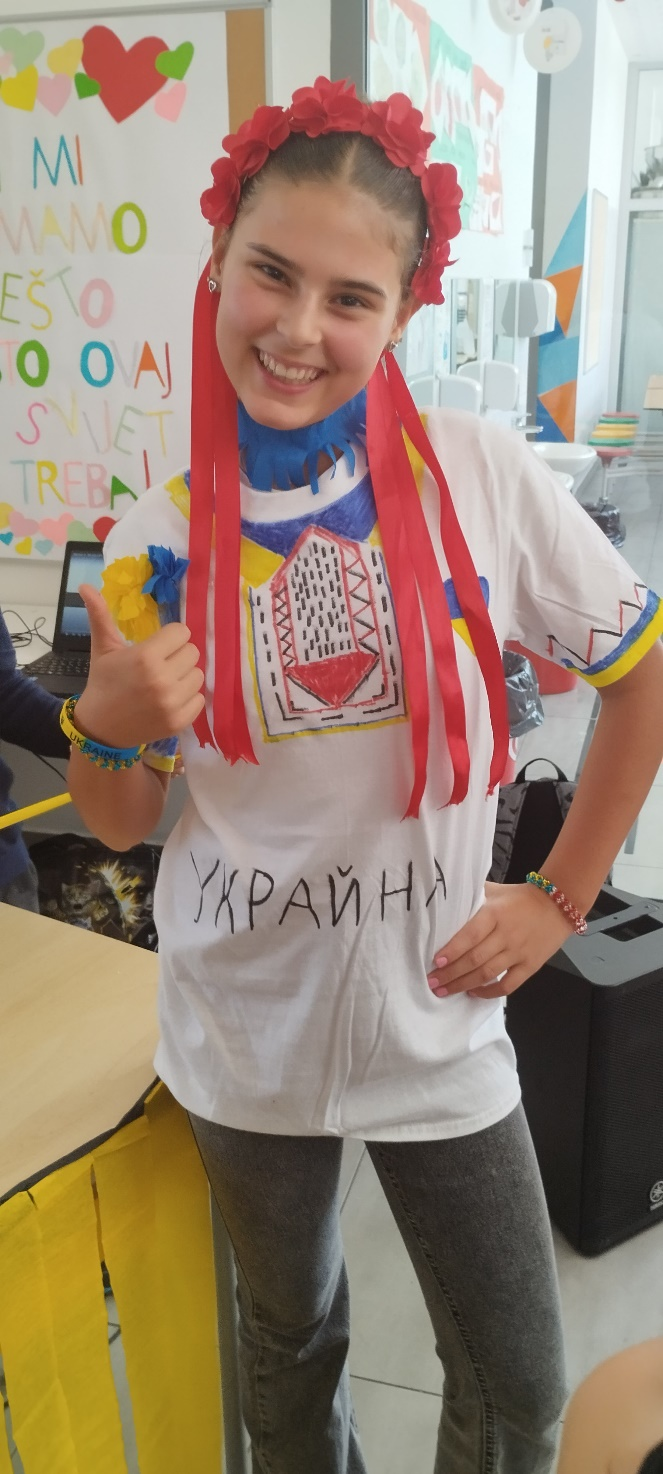 MI
MAMO
EŠTO
TO OVAJ
SVIJET
TREBA!
UKRAINE
УКРАЙНА